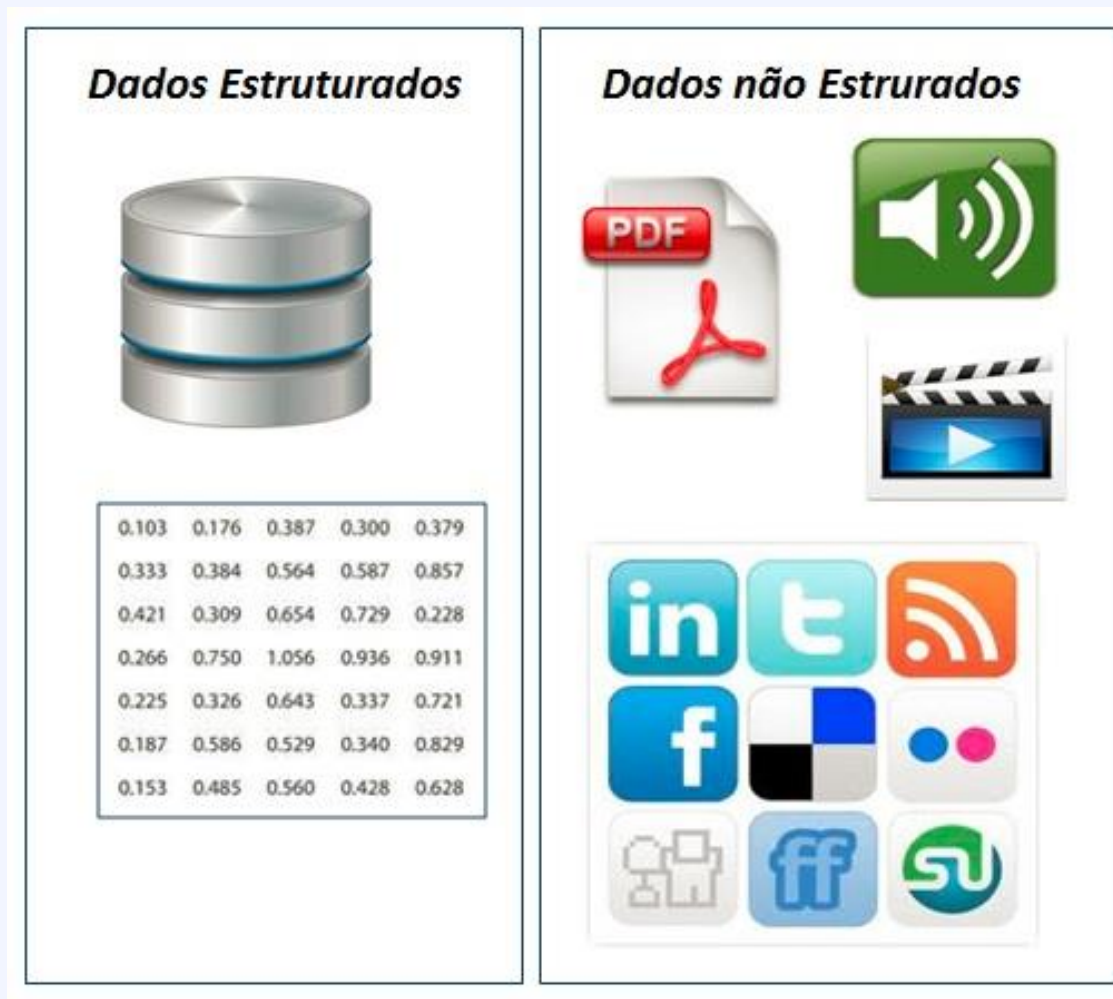 Dados Estruturados
0.103 0.176 0.387 0.300 0.379
0.333 0.384 0.564 0.587 0.857
0.421 0.309 0.654 0.729 0.228
0.266 0.750 1.056 0.936 0.911
0.225 0.326 0.643 0.337 0.721
0.187 0.586 0.529 0.340 0.829
0.153 0.485 0.560 0.428 0.628
Dados não Estrurados
PDF
in t
f
ff SU